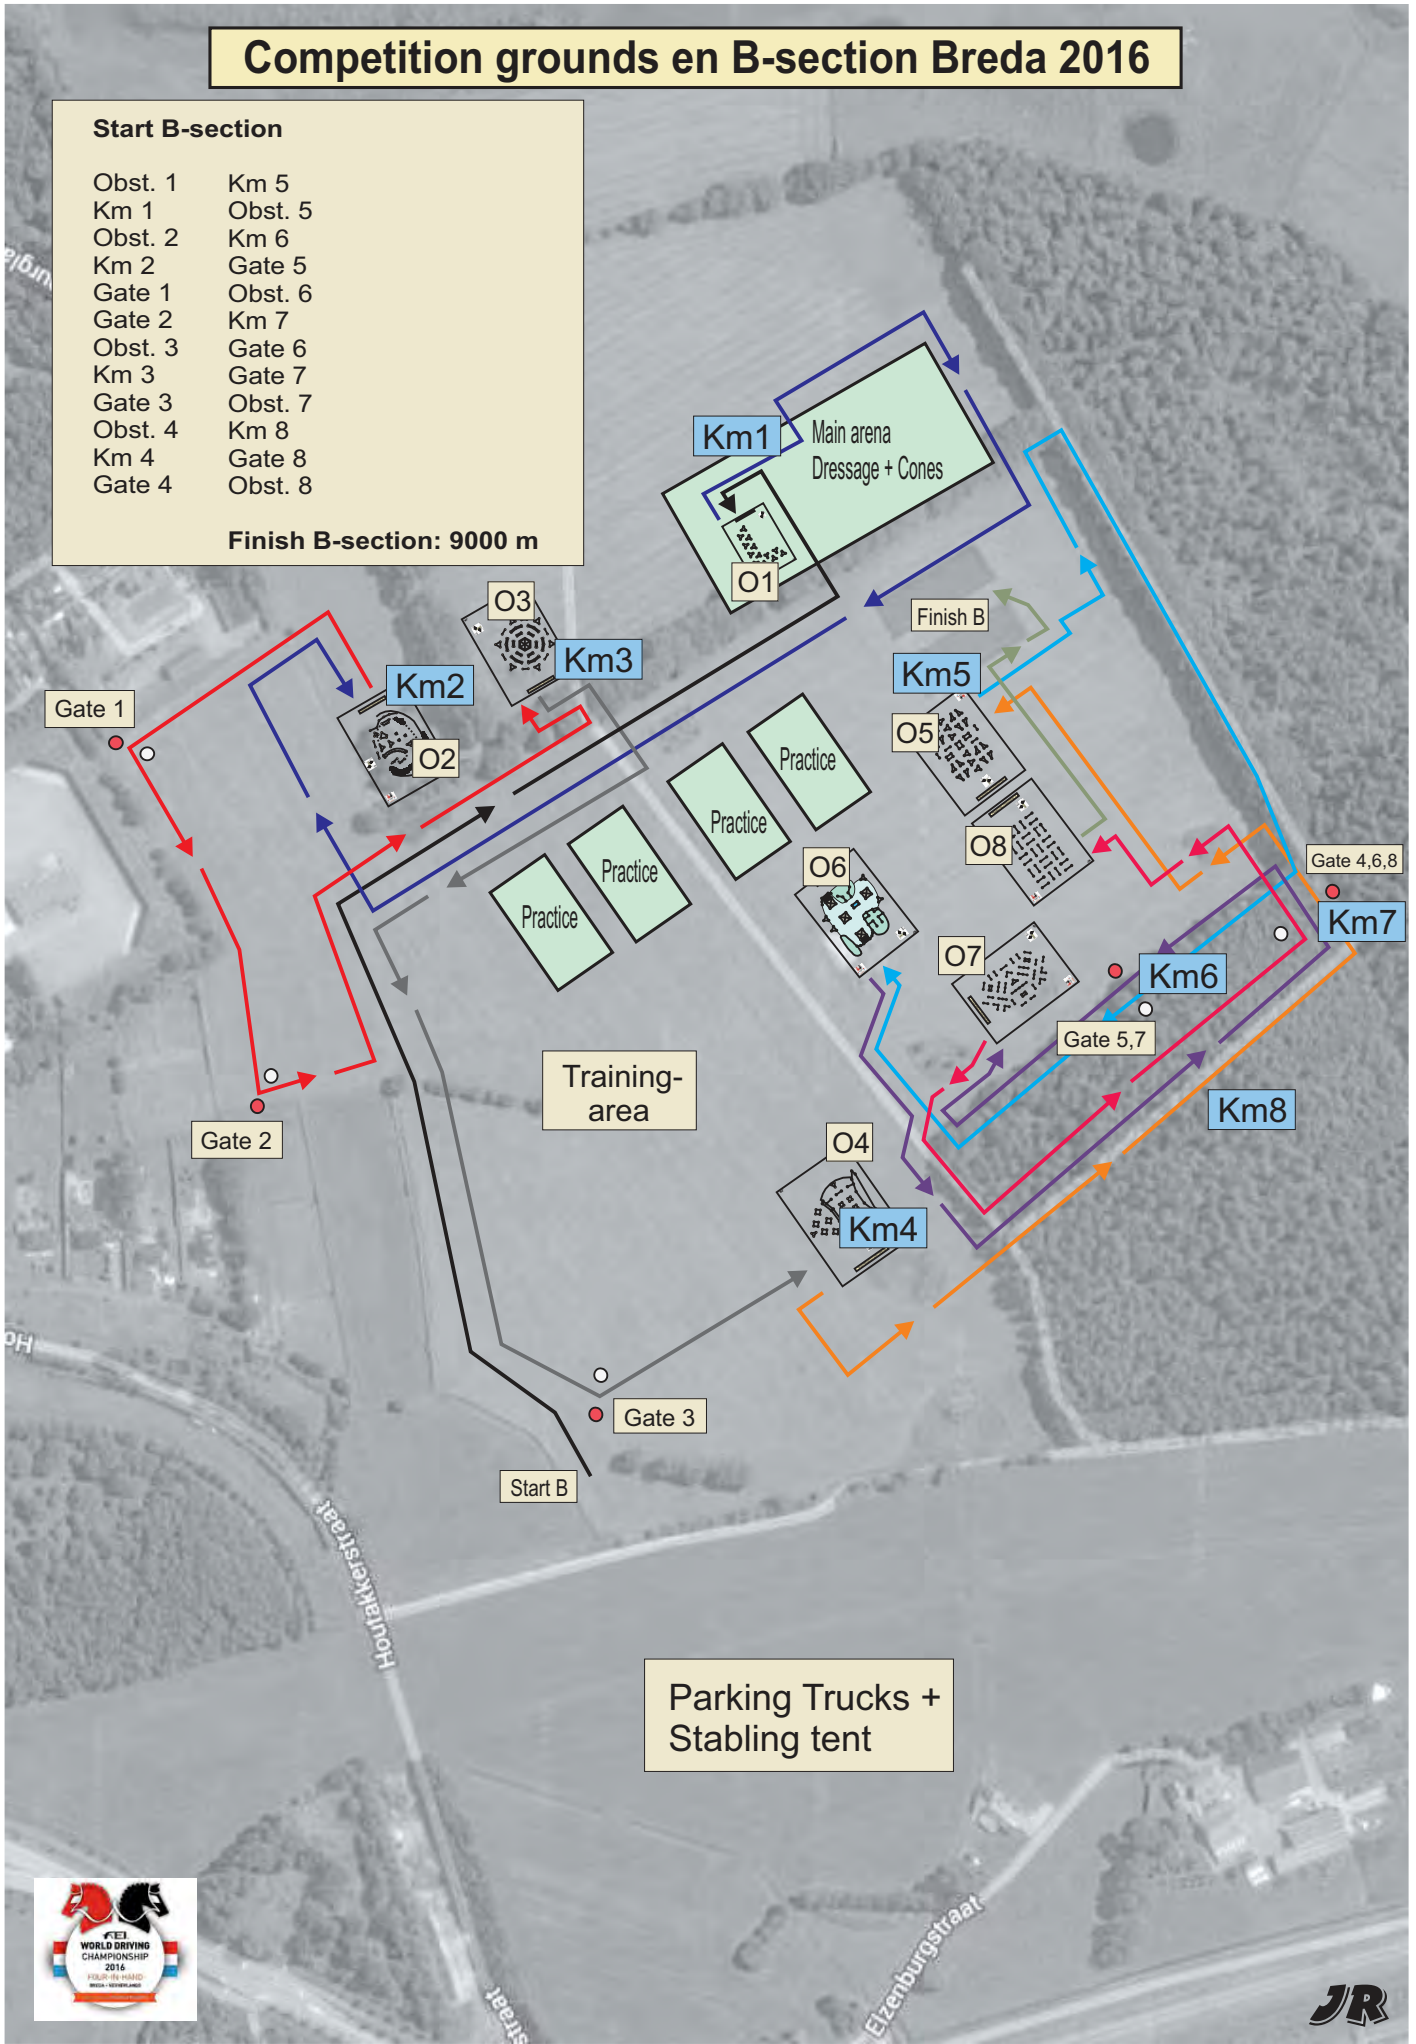 Competition grounds en B-section Breda 2016
Start B-section
Obst. 1
Km 1
Obst. 2
Km 2
Gate 1
Gate 2
Obst. 3
Km 3
Gate 3
Obst. 4
Km 4
Gate 4
Km 5
Obst. 5
Km 6
Gate 5
Obst. 6
Km 7
Gate 6
Gate 7
Obst. 7
Km 8
Gate 8
Obst. 8
Finish B-section: 9000 m
Km1
Main arena
Dressage + Cones
O1
O3
Km3
Km2
O2
Gate 1
Finish B
Km5
O5
Practice
Practice
Practice
Practice
O8
O6
Gate 4,6,8
Km7
O7
Km6
Gate 5,7
Training-
area
Km8
Gate 2
O4
Km4
Gate 3
Start B
Houtakkerstraat
Parking Trucks +
Stabling tent
Elzenburgstraat
straat
FEI
WORLD DRIVING
CHAMPIONSHIP
2016
FOUR-IN-HAND
BREDA - NETHERLANDS
JR